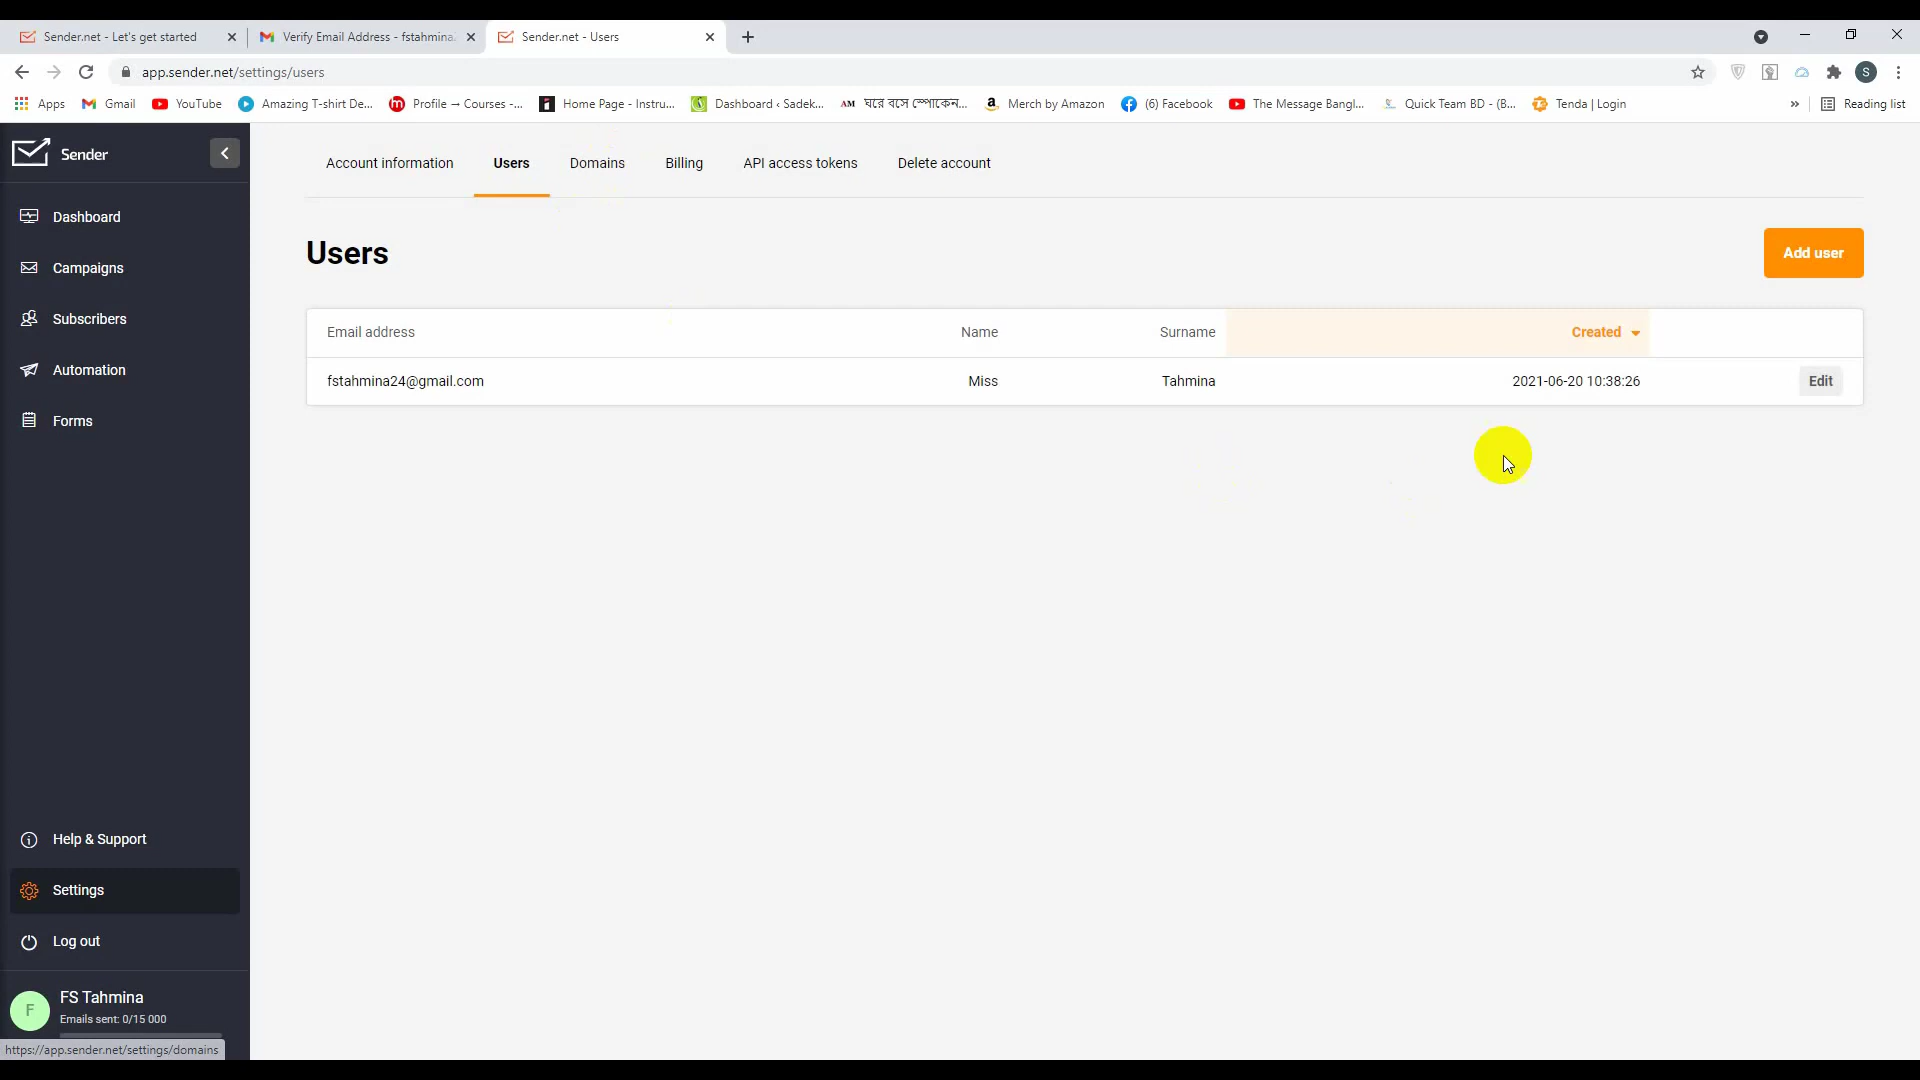 Sender.net - Let's get started
Verify Email Address - fstahmina
Sender.net - Users
app.sender.net/settings/users
S
Apps
Gmail
YouTube
Amazing T-shirt De...
Profile → Courses -...
Home Page - Instru...
Dashboard ‹ Sadek...
AM ঘরে বসে স্পোকেন...
Merch by Amazon
(6) Facebook
The Message Bangl...
Quick Team BD - (B...
Tenda | Login
»
Reading list
Sender
Account information
Users
Domains
Billing
API access tokens
Delete account
Dashboard
Campaigns
Subscribers
Automation
Forms
Users
Add user
Email address
Name
Surname
Created
fstahmina24@gmail.com
Miss
Tahmina
2021-06-20 10:38:26
Edit
Help & Support
Settings
Log out
F
FS Tahmina
Emails sent: 0/15 000
https://app.sender.net/settings/domains